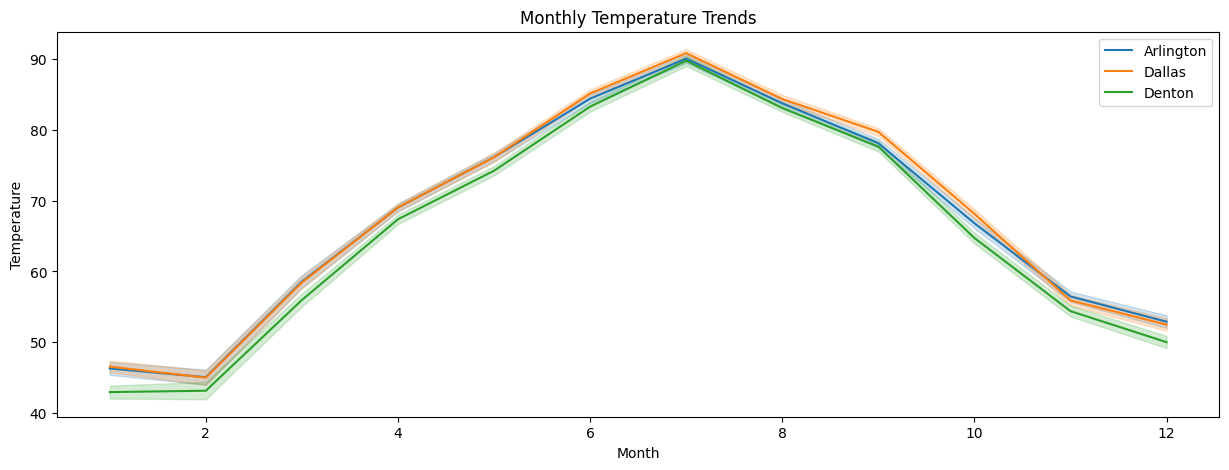 Monthly Temperature Trends
Arlington
Dallas
Denton
Temperature
90
80
70
60
50
40
2 4 6 8 10 12
Month